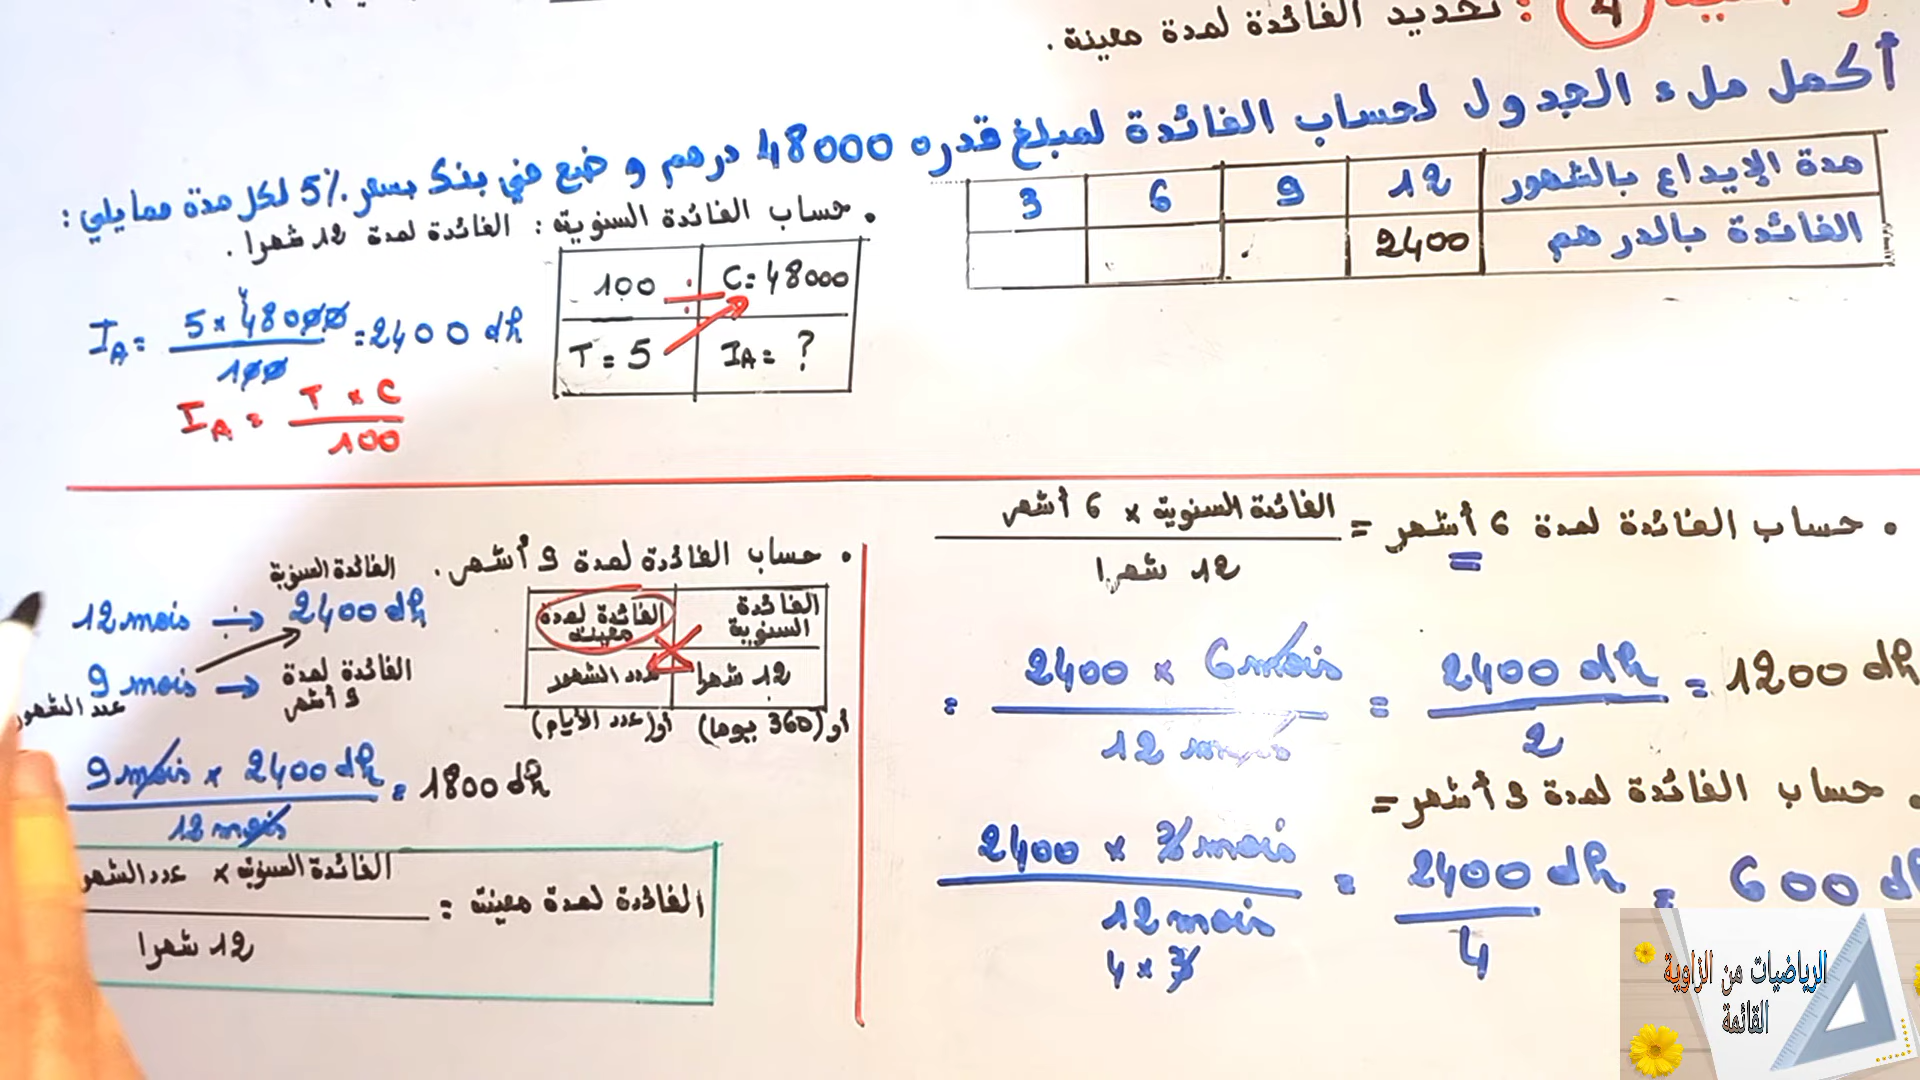 4 : تحديد الفائدة لمدة معينة .
أكمل ملء الجدول لحساب الفائدة لمبلغ قدره 48000 درهم وضع في بنك بسعر 5% لكل مدة مما يلي :
مدة الإيداع بالشهور 12 9 6 3
الفائدة بالدرهم 2400
• حساب الفائدة السنوية : الفائدة لمدة 12 شهرا .
100 C = 48000
T = 5 IA = ?
IA = 5 × 48000 / 100 = 2400 dh
IA = T × C / 100
• حساب الفائدة لمدة 6 أشهر = الفائدة السنوية × 6 أشهر / 12 شهرا
= 2400 × 6 mois / 12 mois = 2400 dh / 2 = 1200 dh
• حساب الفائدة لمدة 3 أشهر =
2400 × 3 mois / 12 mois = 2400 dh / 4 = 600 dh
4 × 3
• حساب الفائدة لمدة 9 أشهر .
الفائدة السنوية الفائدة لمدة معينة
12 شهرا عدد الشهور
أو (360 يوما) أو (عدد الأيام)
الفائدة السنوية
12 mois → 2400 dh
9 mois → الفائدة لمدة 9 أشهر
عدد الشهور
9 mois × 2400 dh / 12 mois = 1800 dh
الفائدة لمدة معينة = الفائدة السنوية × عدد الشهور / 12 شهرا
الرياضيات من الزاوية
القائمة